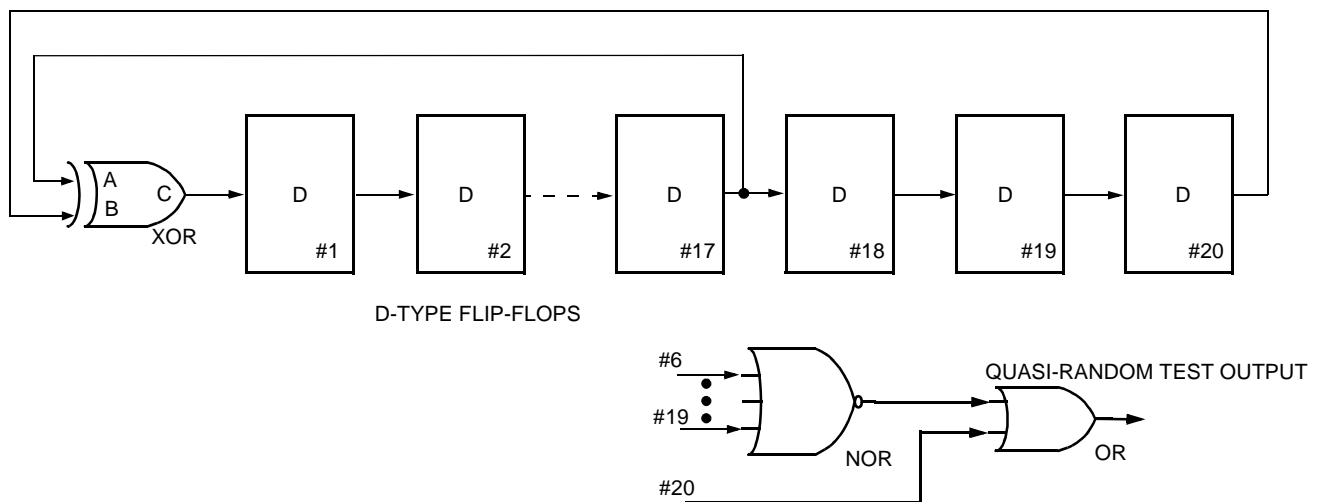 A
B
C
XOR
D
#1
D
#2
D
#17
D
#18
D
#19
D
#20
D-TYPE FLIP-FLOPS
#6
#19
#20
NOR
QUASI-RANDOM TEST OUTPUT
OR